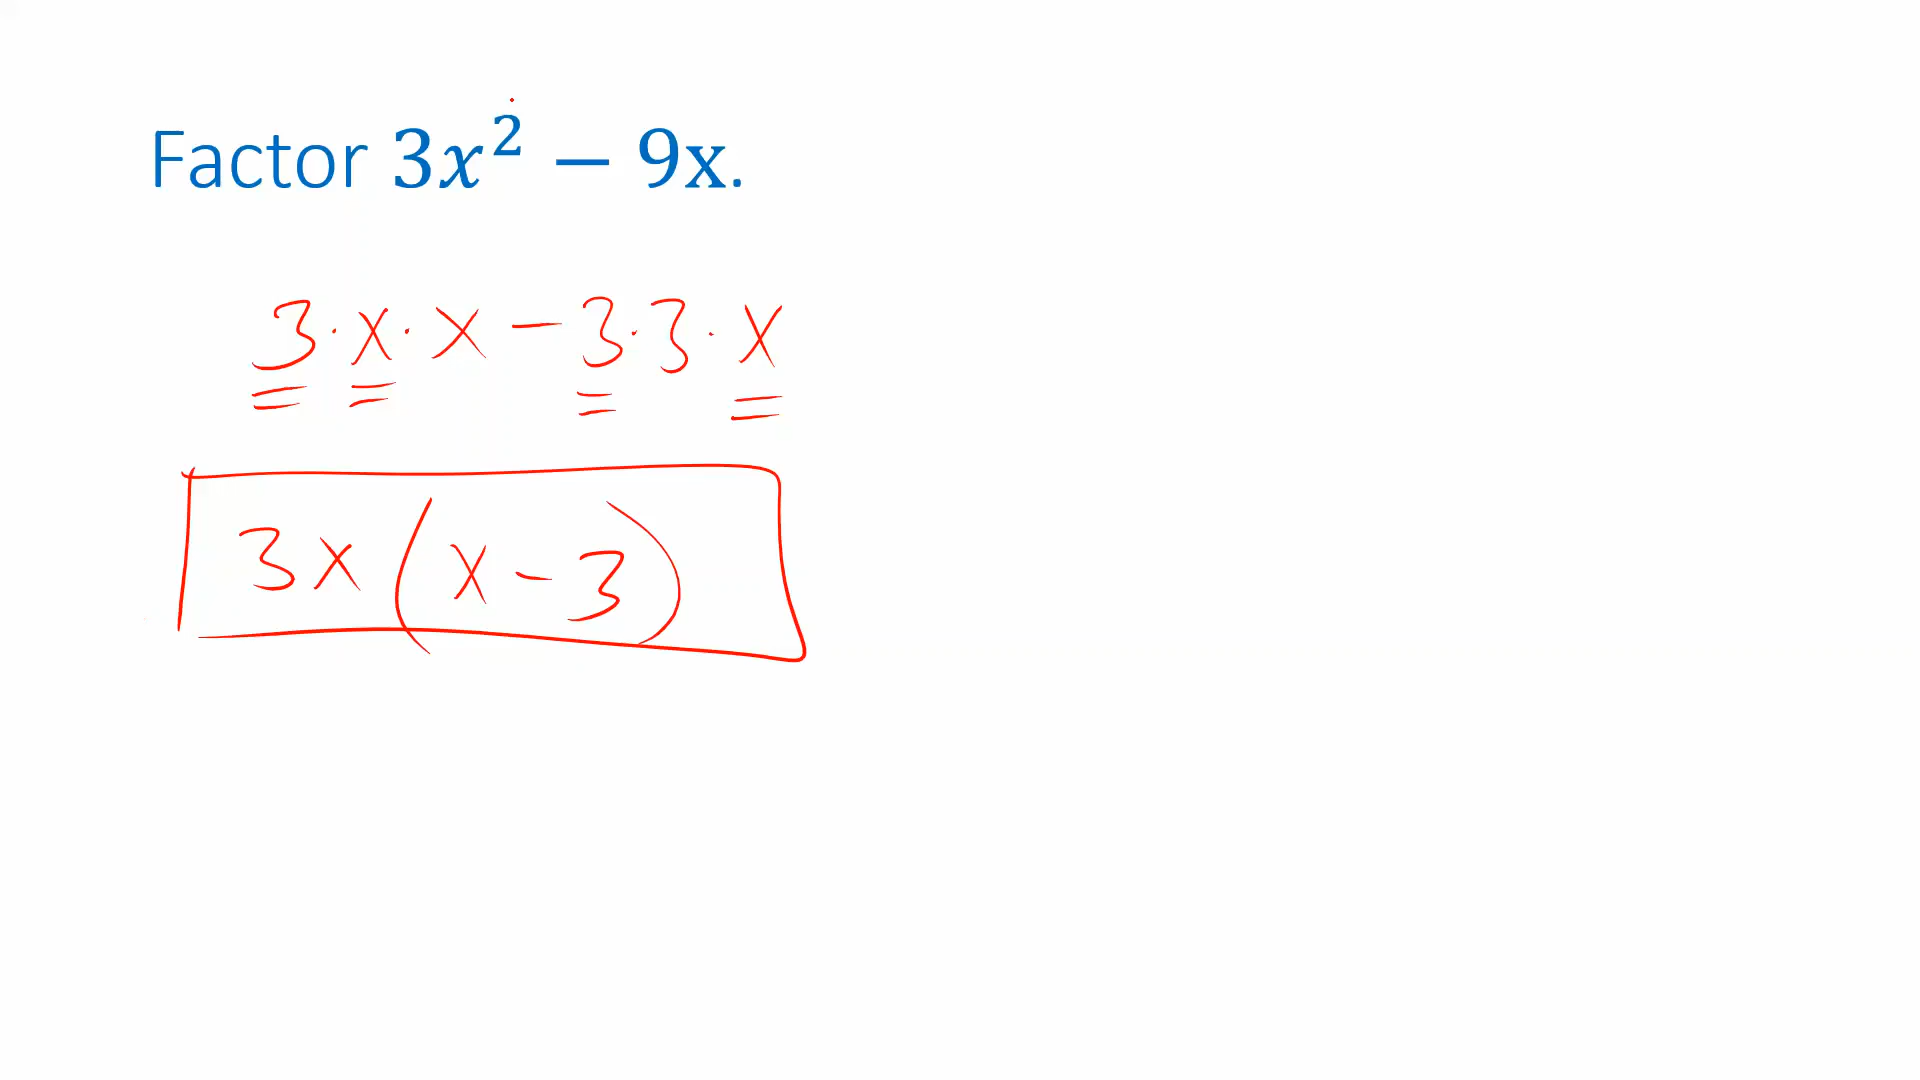 Factor 3x² − 9x.
3 · x · x − 3 · 3 · x
3x (x − 3)